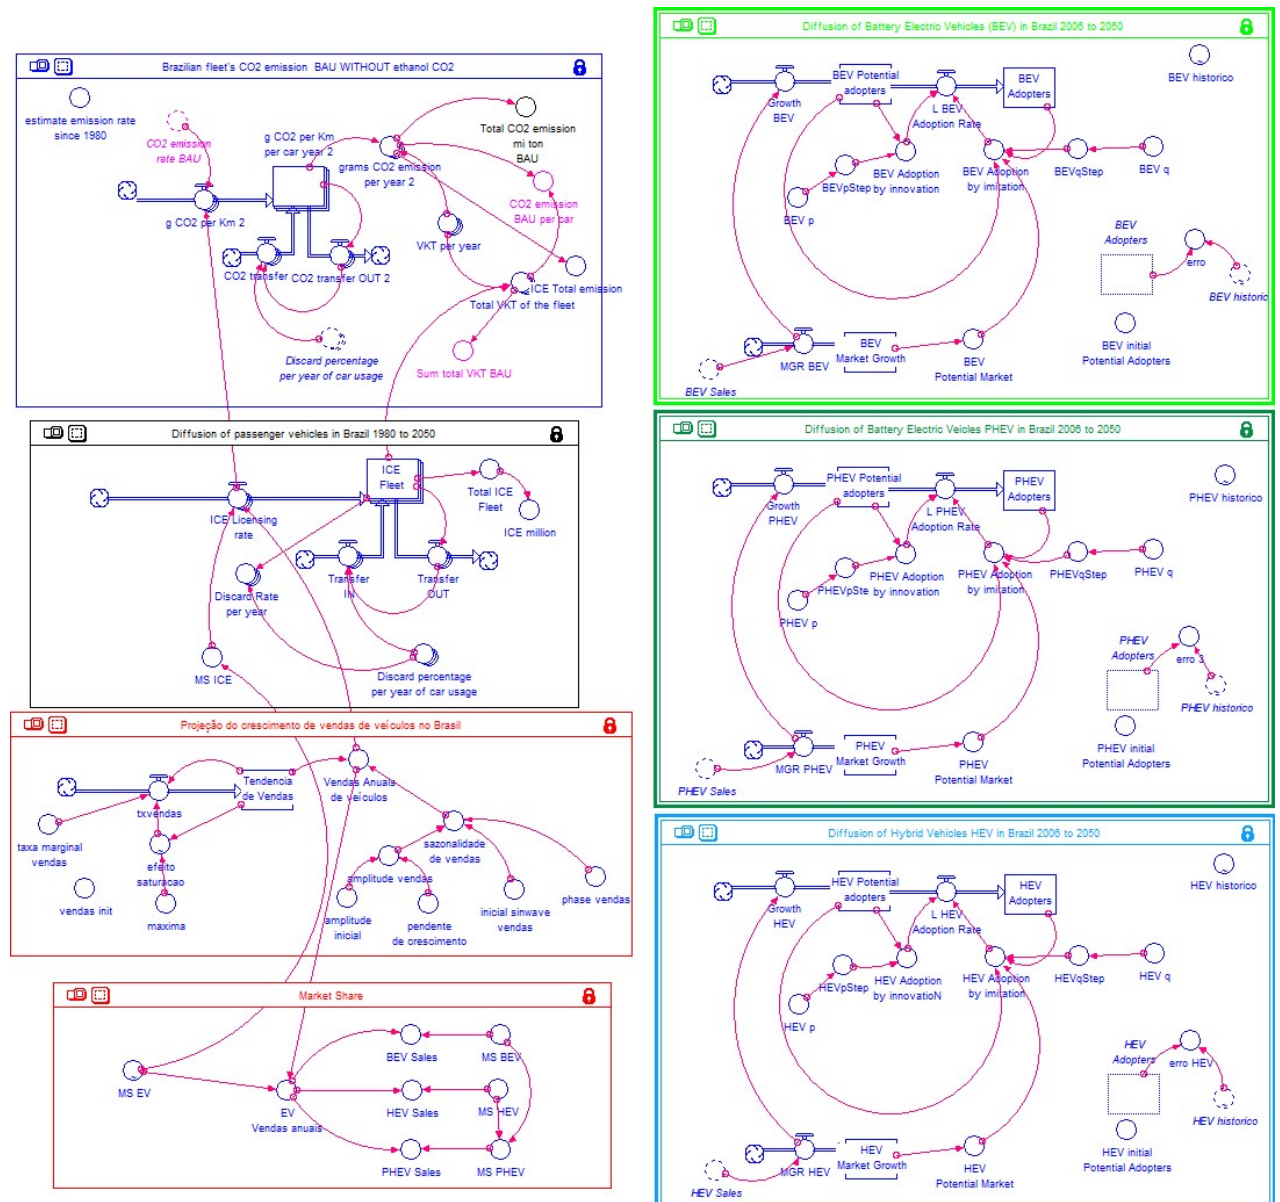 Brazilian fleet's CO2 emission BAU WITHOUT ethanol CO2
estimate emission rate
since 1980
CO2 emission
rate BAU
g CO2 per Km
per car year 2
grams CO2 emission
per year 2
Total CO2 emission
mi ton
BAU
CO2 emission
BAU per car
g CO2 per Km 2
VKT per year
CO2 transfer
CO2 transfer OUT 2
ICE Total emission
Total VKT of the fleet
Discard percentage
per year of car usage
Sum total VKT BAU
Diffusion of passenger vehicles in Brazil 1980 to 2050
ICE
Fleet
Total ICE
Fleet
ICE million
ICE Licensing
rate
Transfer
IN
Transfer
OUT
Discard Rate
per year
MS ICE
Discard percentage
per year of car usage
Projeção do crescimento de vendas de veículos no Brasil
Tendencia
de Vendas
Vendas Anuais
de veículos
txvendas
taxa marginal
vendas
efeito
saturacao
sazonalidade
de vendas
amplitude vendas
vendas init
maxima
amplitude
inicial
pendente
de crescimento
inicial sinwave
vendas
phase vendas
Market Share
MS EV
EV
Vendas anuais
BEV Sales
MS BEV
HEV Sales
MS HEV
PHEV Sales
MS PHEV
Diffusion of Battery Electric Vehicles (BEV) in Brazil 2006 to 2050
BEV historico
Growth
BEV
BEV Potential
adopters
L BEV
Adoption Rate
BEV
Adopters
BEVpStep
BEV Adoption
by innovation
BEV Adoption
by imitation
BEVqStep
BEV q
BEV p
BEV
Adopters
erro
BEV historic
BEV initial
Potential Adopters
MGR BEV
BEV
Market Growth
BEV
Potential Market
BEV Sales
Diffusion of Battery Electric Veicles PHEV in Brazil 2006 to 2050
PHEV historico
Growth
PHEV
PHEV Potential
adopters
L PHEV
Adoption Rate
PHEV
Adopters
PHEVpSte
PHEV Adoption
by innovation
PHEV Adoption
by imitation
PHEVqStep
PHEV q
PHEV p
PHEV
Adopters
erro 3
PHEV historico
PHEV initial
Potential Adopters
MGR PHEV
PHEV
Market Growth
PHEV
Potential Market
PHEV Sales
Diffusion of Hybrid Vehicles HEV in Brazil 2006 to 2050
HEV historico
Growth
HEV
HEV Potential
adopters
L HEV
Adoption Rate
HEV
Adopters
HEVpStep
HEV Adoption
by innovatioN
HEV Adoption
by imitation
HEVqStep
HEV q
HEV p
HEV
Adopters
erro HEV
HEV historico
HEV initial
Potential Adopters
MGR HEV
HEV
Market Growth
HEV
Potential Market
HEV Sales